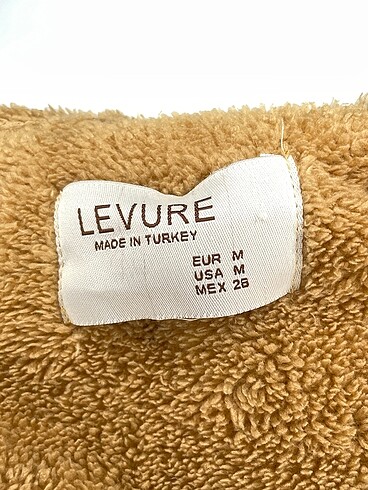 LEVURE
MADE IN TURKEY
EUR M
USA M
MEX 28